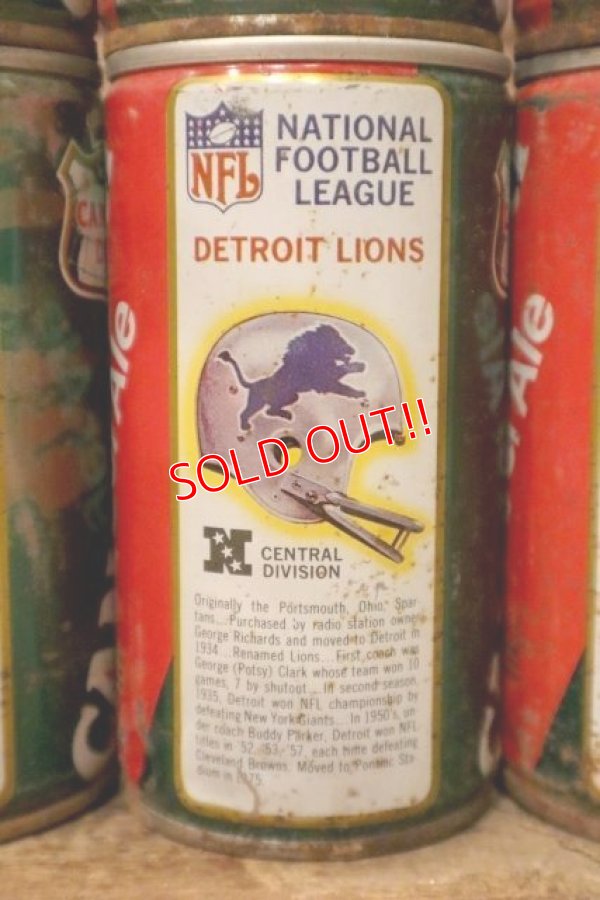 NFL
NATIONAL
FOOTBALL
LEAGUE
DETROIT LIONS
SOLD OUT!!
N CENTRAL
DIVISION
Originally the Portsmouth, Ohio, Spar-
tans... Purchased by radio station owner
George Richards and moved to Detroit in
1934... Renamed Lions... First coach was
George (Potsy) Clark whose team won 10
games, 7 by shutout... In second season,
1935, Detroit won NFL championship by
defeating New York Giants... In 1950's, un-
der coach Buddy Parker, Detroit won NFL
titles in '52, '53, '57, each time defeating
Cleveland Browns. Moved to Pontiac Sta-
dium in 1975.
Ale
Ale